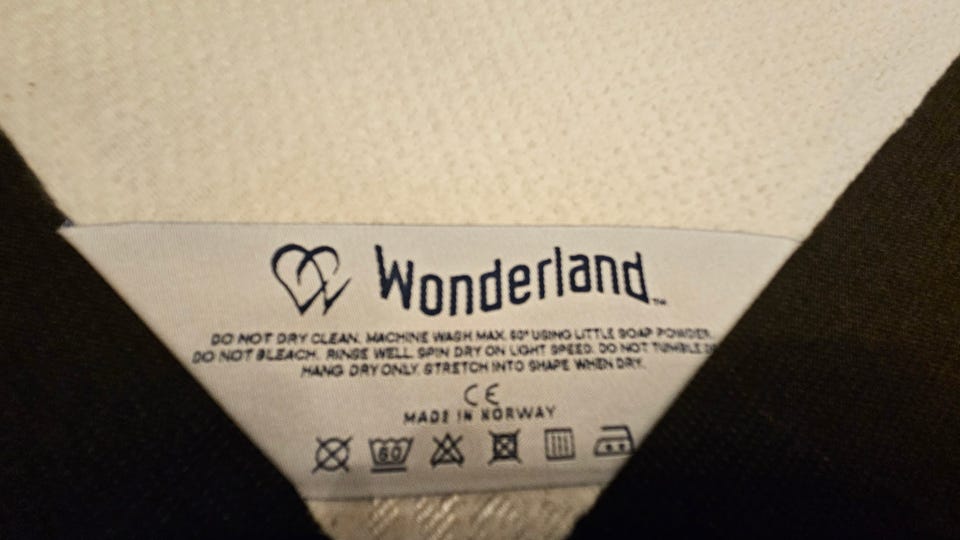 Wonderland™
DO NOT DRY CLEAN. MACHINE WASH MAX. 60° USING LITTLE SOAP POWDER.
DO NOT BLEACH. RINSE WELL. SPIN DRY ON LIGHT SPEED. DO NOT TUMBLE
HANG DRY ONLY. STRETCH INTO SHAPE WHEN DRY.
CE
MADE IN NORWAY
60